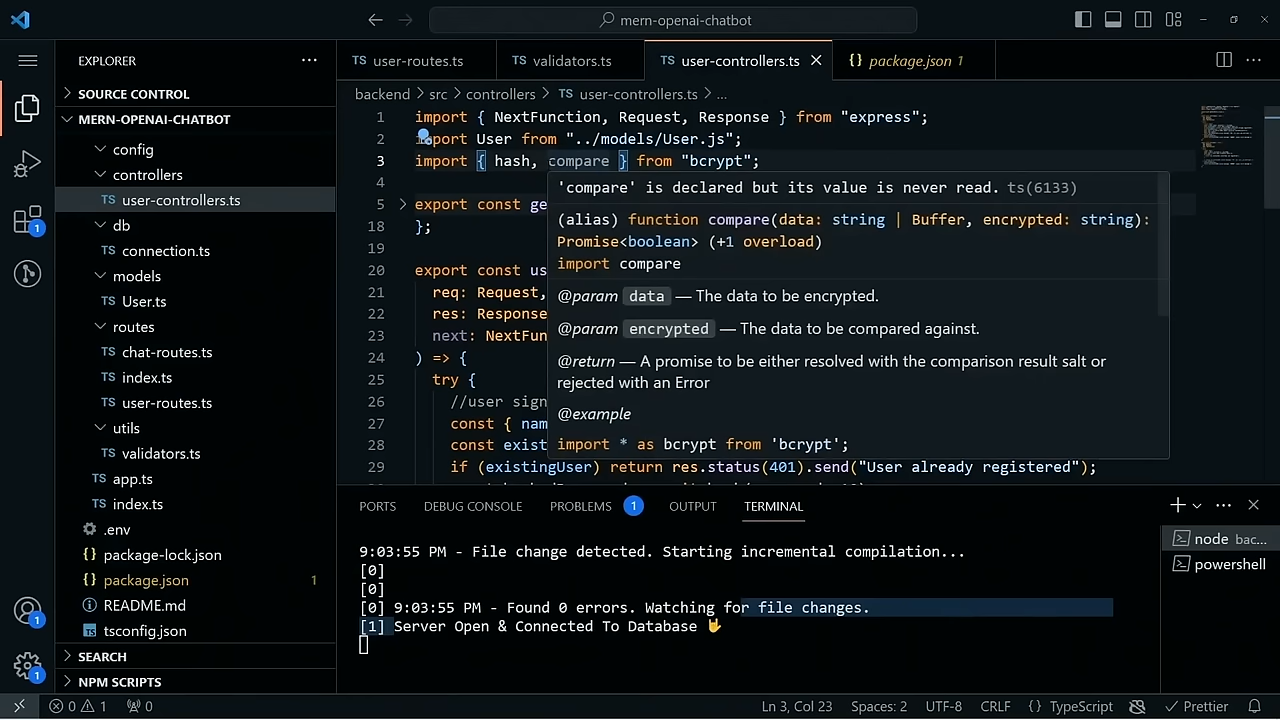 mern-openai-chatbot
EXPLORER
SOURCE CONTROL
MERN-OPENAI-CHATBOT
config
controllers
TS user-controllers.ts
db
TS connection.ts
models
TS User.ts
routes
TS chat-routes.ts
TS index.ts
TS user-routes.ts
utils
TS validators.ts
TS app.ts
TS index.ts
.env
{} package-lock.json
{} package.json 1
README.md
TS tsconfig.json
SEARCH
NPM SCRIPTS
1
1
1
TS user-routes.ts
TS validators.ts
TS user-controllers.ts
{} package.json 1
backend > src > controllers > TS user-controllers.ts > ...
1 import { NextFunction, Request, Response } from "express";
2 import User from "../models/User.js";
3 import { hash, compare } from "bcrypt";
4
5 export const ge
18 };
19
20 export const us
21 req: Request,
22 res: Response
23 next: NextFun
24 ) => {
25 try {
26 //user sign
27 const { nam
28 const exist
29 if (existingUser) return res.status(401).send("User already registered");
'compare' is declared but its value is never read. ts(6133)
(alias) function compare(data: string | Buffer, encrypted: string):
Promise<boolean> (+1 overload)
import compare
@param data — The data to be encrypted.
@param encrypted — The data to be compared against.
@return — A promise to be either resolved with the comparison result salt or
rejected with an Error
@example
import * as bcrypt from 'bcrypt';
PORTS DEBUG CONSOLE PROBLEMS 1 OUTPUT TERMINAL
9:03:55 PM - File change detected. Starting incremental compilation...
[0]
[0]
[0] 9:03:55 PM - Found 0 errors. Watching for file changes.
[1] Server Open & Connected To Database 🤟
node bac...
powershell
0 1 0
Ln 3, Col 23 Spaces: 2 UTF-8 CRLF {} TypeScript Prettier